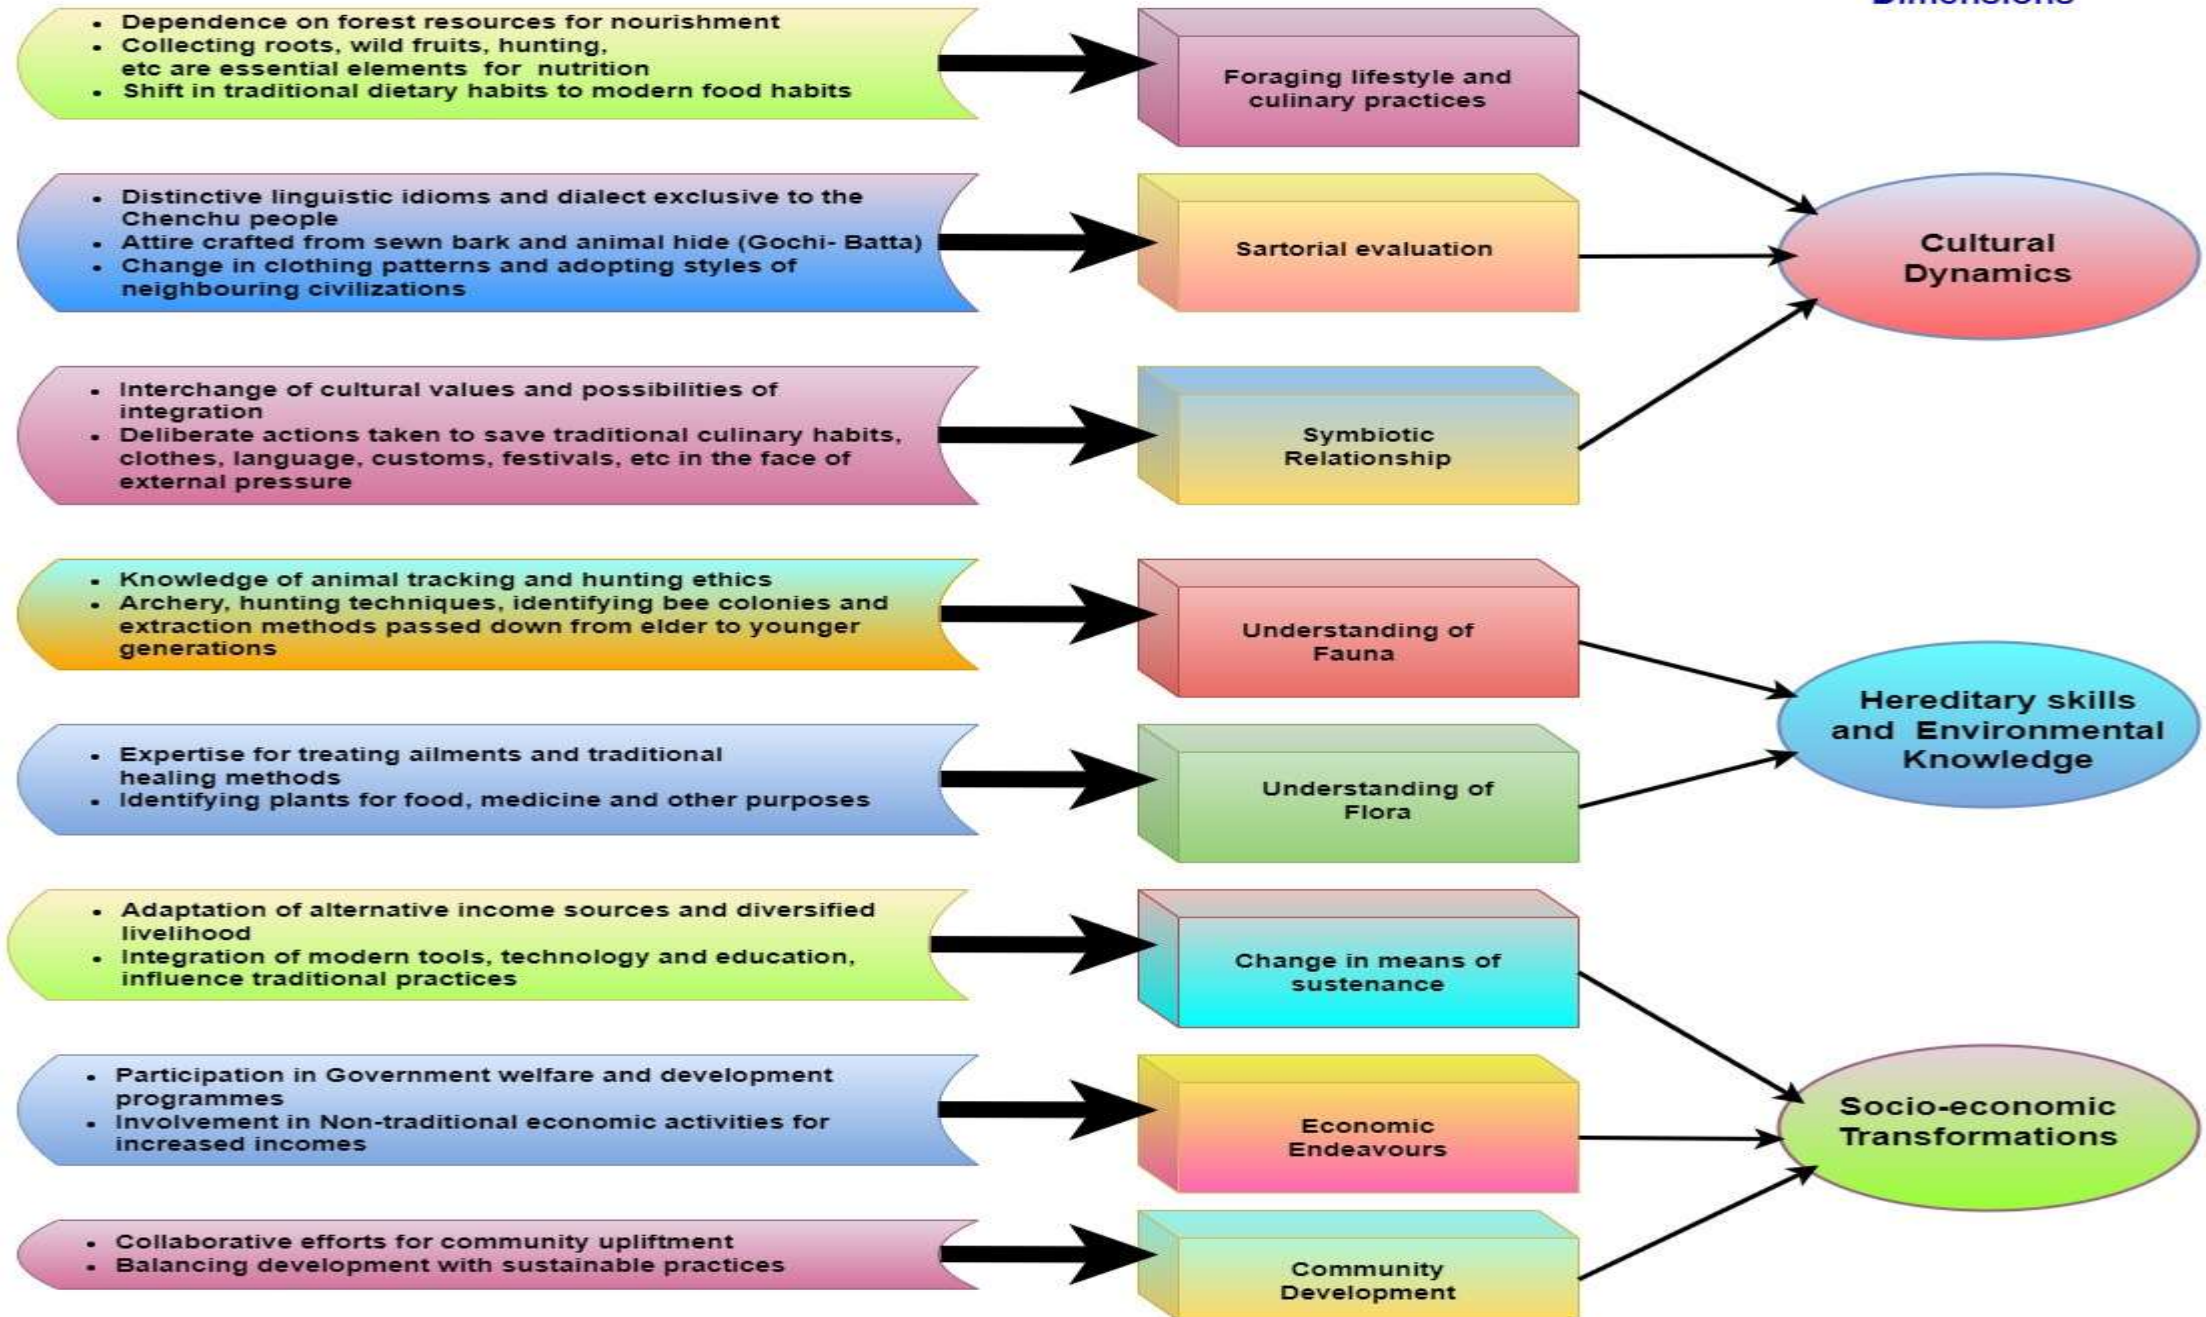 Dimensions
• Dependence on forest resources for nourishment
• Collecting roots, wild fruits, hunting,
etc are essential elements for nutrition
• Shift in traditional dietary habits to modern food habits
Foraging lifestyle and
culinary practices
• Distinctive linguistic idioms and dialect exclusive to the
Chenchu people
• Attire crafted from sewn bark and animal hide (Gochi- Batta)
• Change in clothing patterns and adopting styles of
neighbouring civilizations
Sartorial evaluation
• Interchange of cultural values and possibilities of
integration
• Deliberate actions taken to save traditional culinary habits,
clothes, language, customs, festivals, etc in the face of
external pressure
Symbiotic
Relationship
Cultural
Dynamics
• Knowledge of animal tracking and hunting ethics
• Archery, hunting techniques, identifying bee colonies and
extraction methods passed down from elder to younger
generations
Understanding of
Fauna
• Expertise for treating ailments and traditional
healing methods
• Identifying plants for food, medicine and other purposes
Understanding of
Flora
Hereditary skills
and Environmental
Knowledge
• Adaptation of alternative income sources and diversified
livelihood
• Integration of modern tools, technology and education,
influence traditional practices
Change in means of
sustenance
• Participation in Government welfare and development
programmes
• Involvement in Non-traditional economic activities for
increased incomes
Economic
Endeavours
• Collaborative efforts for community upliftment
• Balancing development with sustainable practices
Community
Development
Socio-economic
Transformations